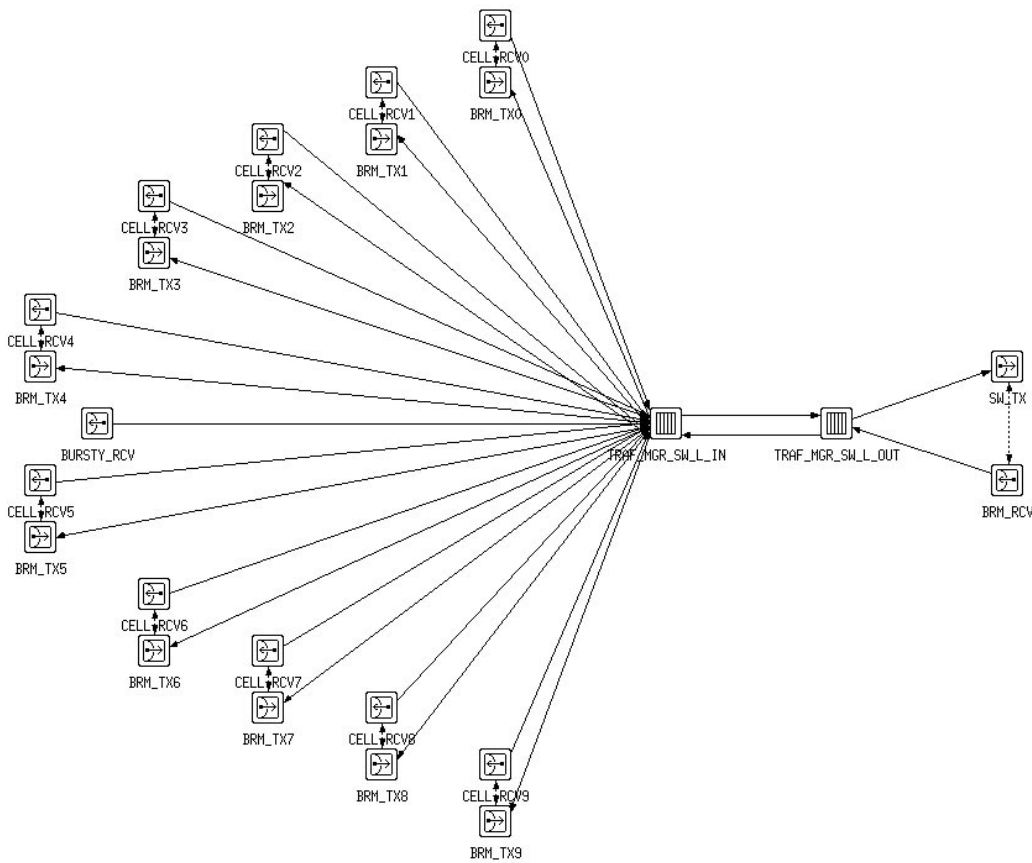 CELL_RCV0
BRM_TX0
CELL_RCV1
BRM_TX1
CELL_RCV2
BRM_TX2
CELL_RCV3
BRM_TX3
CELL_RCV4
BRM_TX4
SW_TX
BURSTY_RCV
TRAF_MGR_SW_L_IN
TRAF_MGR_SW_L_OUT
CELL_RCV5
BRM_RCV
BRM_TX5
CELL_RCV6
BRM_TX6
CELL_RCV7
BRM_TX7
CELL_RCV8
BRM_TX8
CELL_RCV9
BRM_TX9